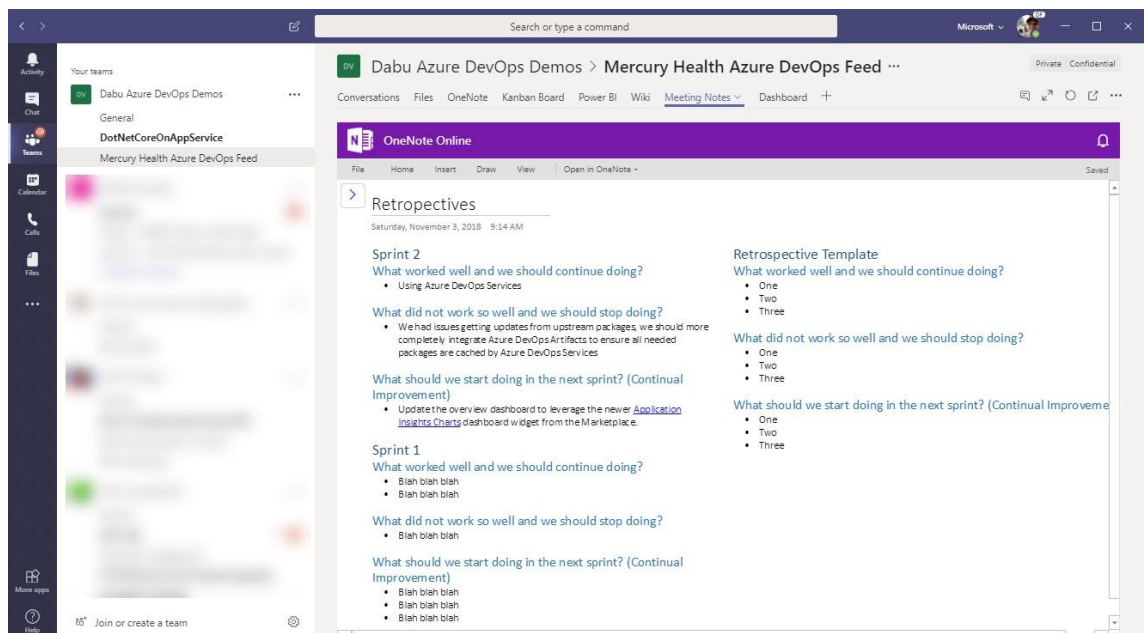 Search or type a command
Microsoft
DF
Activity
Chat
Teams
Calendar
Calls
Files
More apps
Help
Your teams
DV Dabu Azure DevOps Demos
General
DotNetCoreOnAppService
Mercury Health Azure DevOps Feed
Join or create a team
DV Dabu Azure DevOps Demos > Mercury Health Azure DevOps Feed
Private Confidential
Conversations Files OneNote Kanban Board Power BI Wiki Meeting Notes Dashboard
N OneNote Online
File Home Insert Draw View Open in OneNote
Saved
Retropectives
Saturday, November 3, 2018 9:14 AM
Sprint 2
What worked well and we should continue doing?
• Using Azure DevOps Services
What did not work so well and we should stop doing?
• We had issues getting updates from upstream packages, we should more
completely integrate Azure DevOps Artifacts to ensure all needed
packages are cached by Azure DevOps Services
What should we start doing in the next sprint? (Continual
Improvement)
• Update the overview dashboard to leverage the newer Application
Insights Charts dashboard widget from the Marketplace.
Sprint 1
What worked well and we should continue doing?
• Blah blah blah
• Blah blah blah
What did not work so well and we should stop doing?
• Blah blah blah
What should we start doing in the next sprint? (Continual
Improvement)
• Blah blah blah
• Blah blah blah
• Blah blah blah
Retrospective Template
What worked well and we should continue doing?
• One
• Two
• Three
What did not work so well and we should stop doing?
• One
• Two
• Three
What should we start doing in the next sprint? (Continual Improveme
• One
• Two
• Three